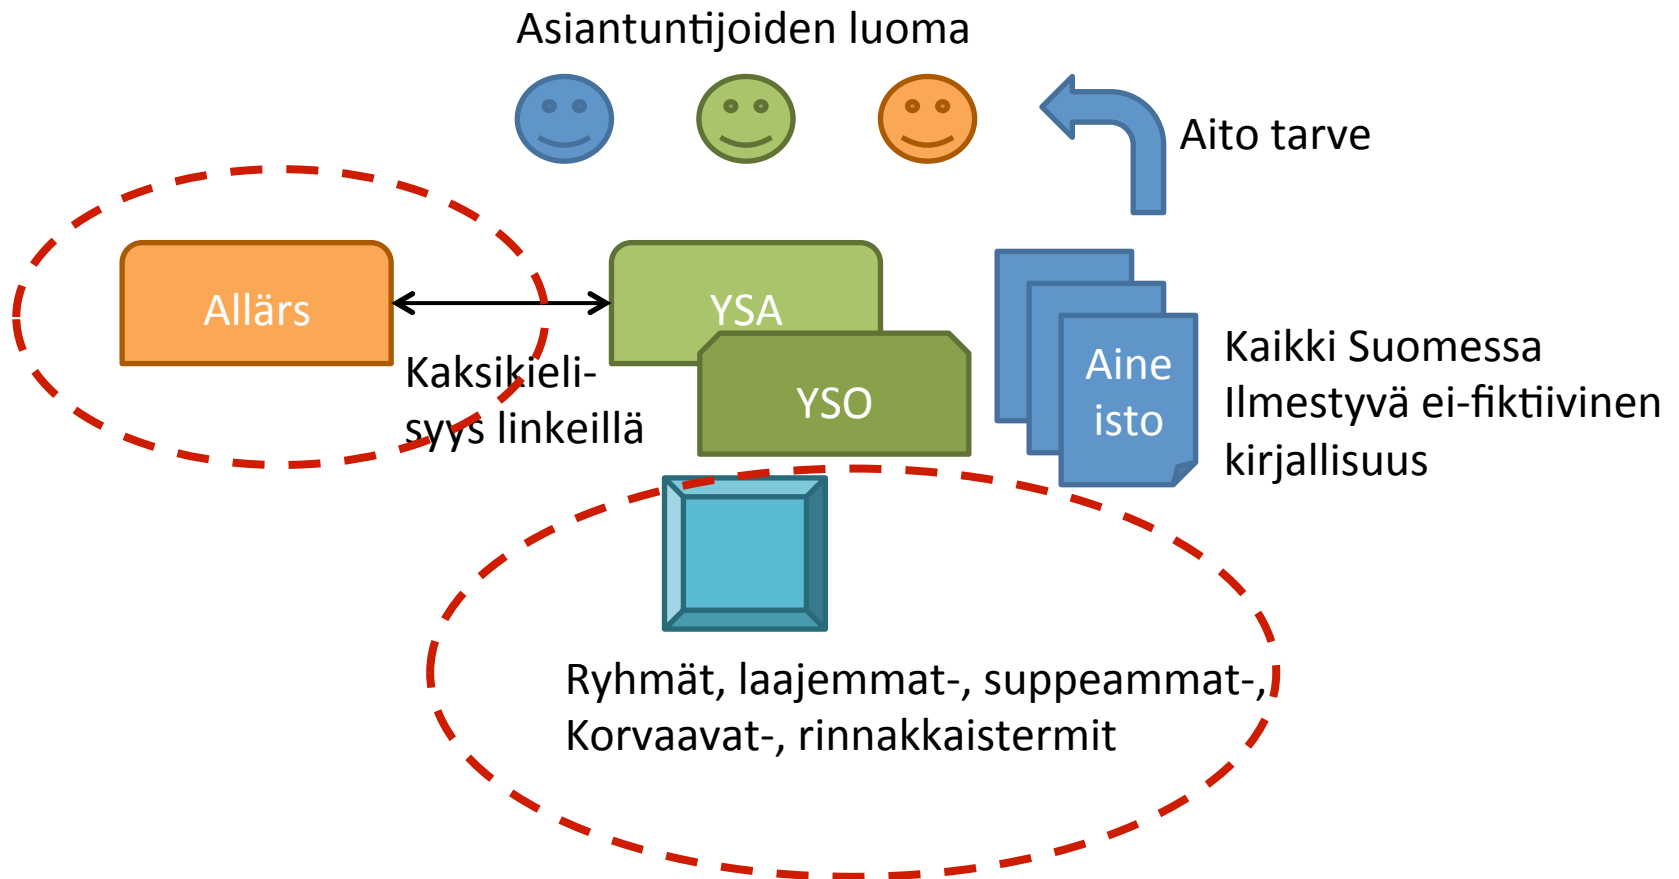 Asiantuntijoiden luoma
Aito tarve
Allärs
YSA
Kaksikieli-
syys linkeillä
YSO
Aine
isto
Kaikki Suomessa
Ilmestyvä ei-fiktiivinen
kirjallisuus
Ryhmät, laajemmat-, suppeammat-,
Korvaavat-, rinnakkaistermit